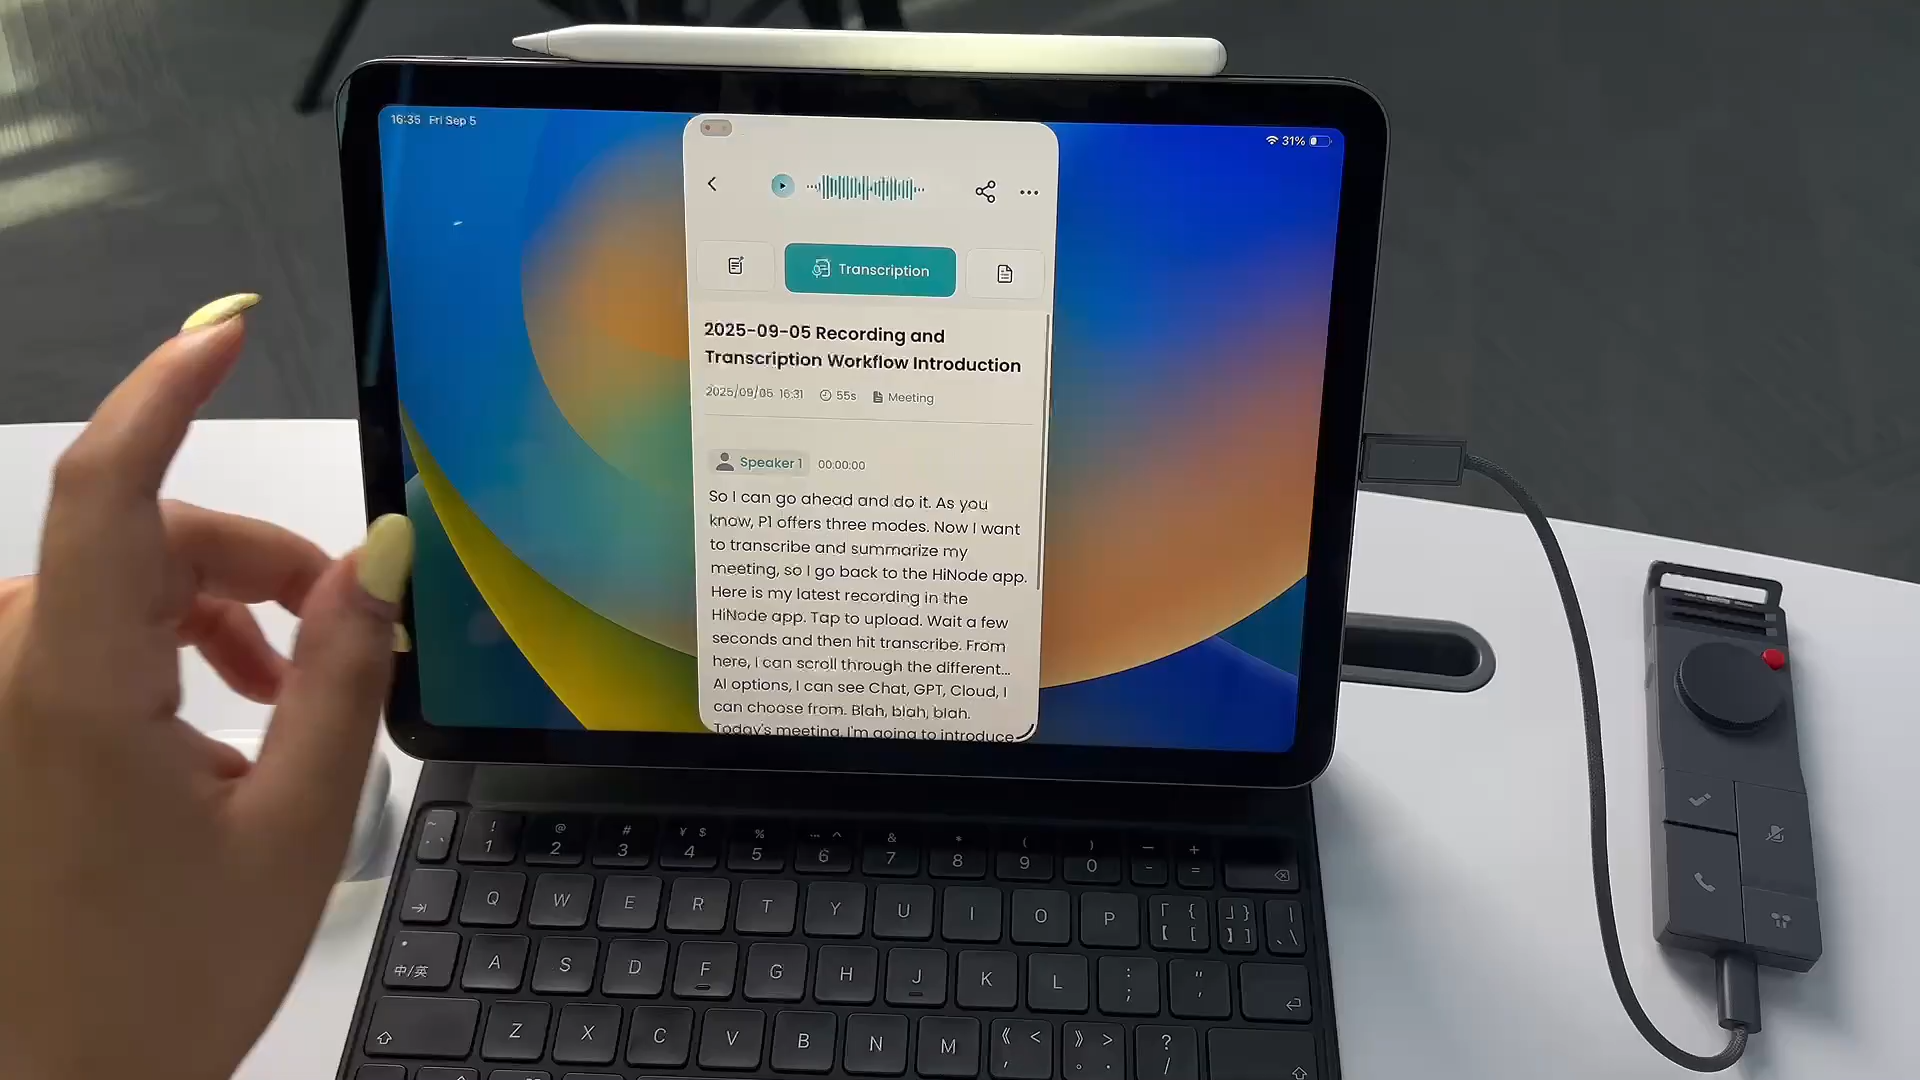 16:35 Fri Sep 5
31%
Transcription
2025-09-05 Recording and
Transcription Workflow Introduction
2025/09/05 16:31 55s Meeting
Speaker 1 00:00:00
So I can go ahead and do it. As you
know, P1 offers three modes. Now I want
to transcribe and summarize my
meeting, so I go back to the HiNode app.
Here is my latest recording in the
HiNode app. Tap to upload. Wait a few
seconds and then hit transcribe. From
here, I can scroll through the different...
AI options, I can see Chat, GPT, Cloud, I
can choose from. Blah, blah, blah.
Today's meeting, I'm going to introduce
~ ! @ # ¥ $ % ... ^ & * ( ) — +
· ` 1 2 3 4 5 6 7 8 9 0 - =
Q W E R T Y U I O P 「 { 【 [ 」 } 】 ] | 、 \
中/英 A S D F G H J K L : ; " '
Z X C V B N M 《 < , 》 > 。 . ? /